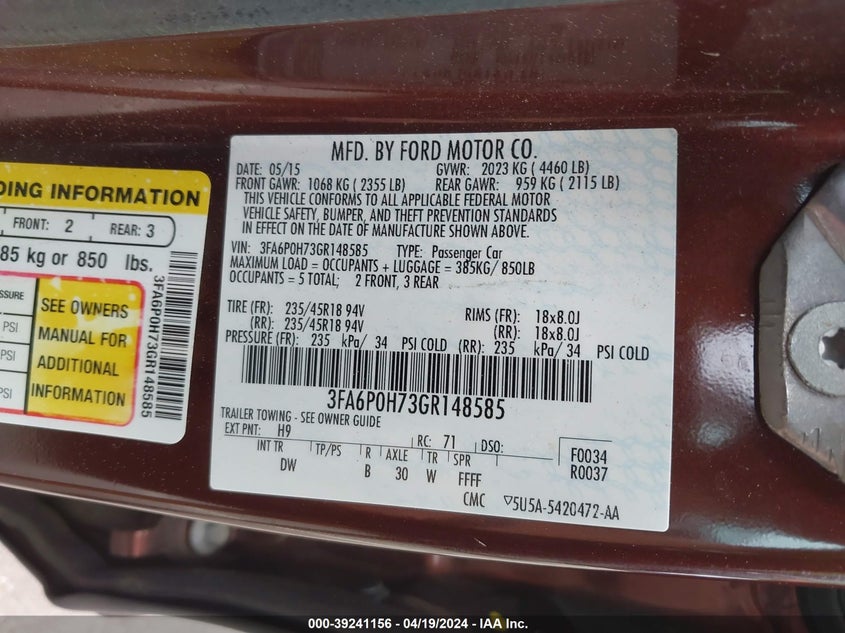 MFD. BY FORD MOTOR CO.
DATE: 05/15 GVWR: 2023 KG ( 4460 LB)
FRONT GAWR: 1068 KG ( 2355 LB) REAR GAWR: 959 KG ( 2115 LB)
THIS VEHICLE CONFORMS TO ALL APPLICABLE FEDERAL MOTOR
VEHICLE SAFETY, BUMPER, AND THEFT PREVENTION STANDARDS
IN EFFECT ON THE DATE OF MANUFACTURE SHOWN ABOVE.
VIN: 3FA6P0H73GR148585 TYPE: Passenger Car
MAXIMUM LOAD = OCCUPANTS + LUGGAGE = 385KG/ 850LB
OCCUPANTS = 5 TOTAL; 2 FRONT, 3 REAR
TIRE (FR): 235/45R18 94V RIMS (FR): 18x8.0J
(RR): 235/45R18 94V (RR): 18x8.0J
PRESSURE (FR): 235 kPa/ 34 PSI COLD (RR): 235 kPa/ 34 PSI COLD
3FA6P0H73GR148585
TRAILER TOWING - SEE OWNER GUIDE
EXT PNT: H9 RC: 71 DSO:
F0034
R0037
INT TR TP/PS R AXLE TR SPR
DW B 30 W FFFF
CMC ▽5U5A-5420472-AA
DING INFORMATION
FRONT: 2 REAR: 3
85 kg or 850 lbs.
SSURE
PSI
PSI
PSI
SEE OWNERS
MANUAL FOR
ADDITIONAL
INFORMATION
3FA6P0H73GR148585
000-39241156 - 04/19/2024 - IAA Inc.